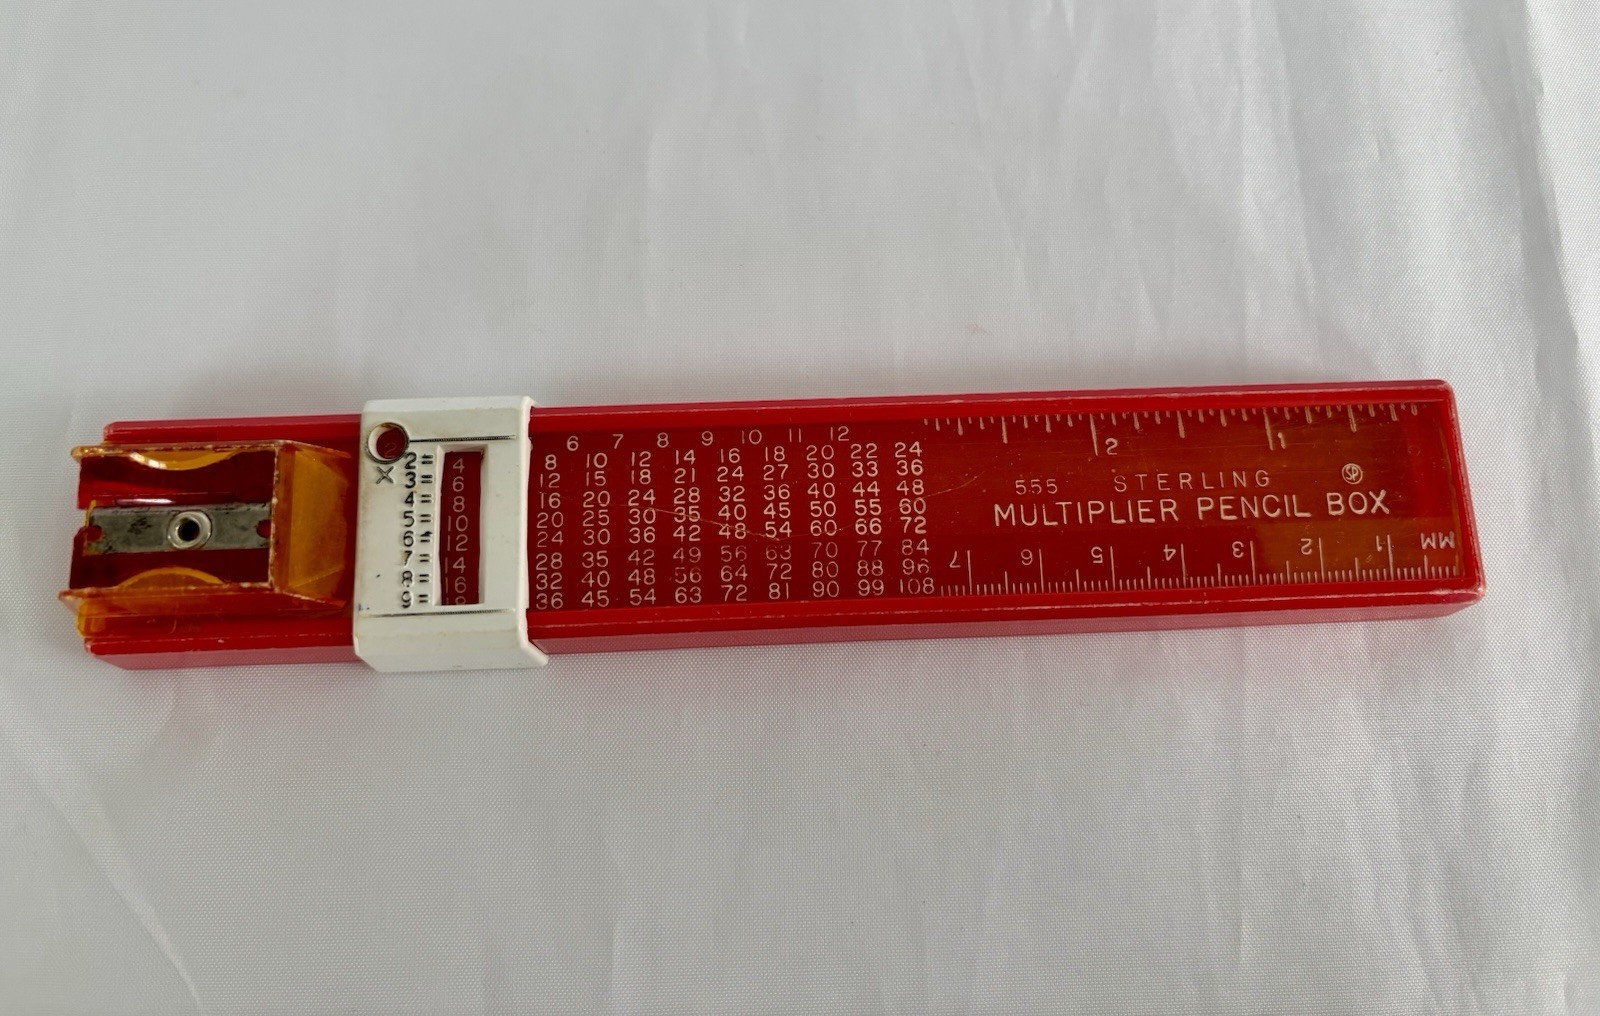 6 7 8 9 10 11 12
2
X
2 = 4 8 10 12 14 16 18 20 22 24
3 = 6 12 15 18 21 24 27 30 33 36
4 = 8 16 20 24 28 32 36 40 44 48
5 = 10 20 25 30 35 40 45 50 55 60
6 = 12 24 30 36 42 48 54 60 66 72
7 = 14 28 35 42 49 56 63 70 77 84
8 = 16 32 40 48 56 64 72 80 88 96
9 = 18 36 45 54 63 72 81 90 99 108
2 1
555 STERLING SP
MULTIPLIER PENCIL BOX
7 6 5 4 3 2 1 MM